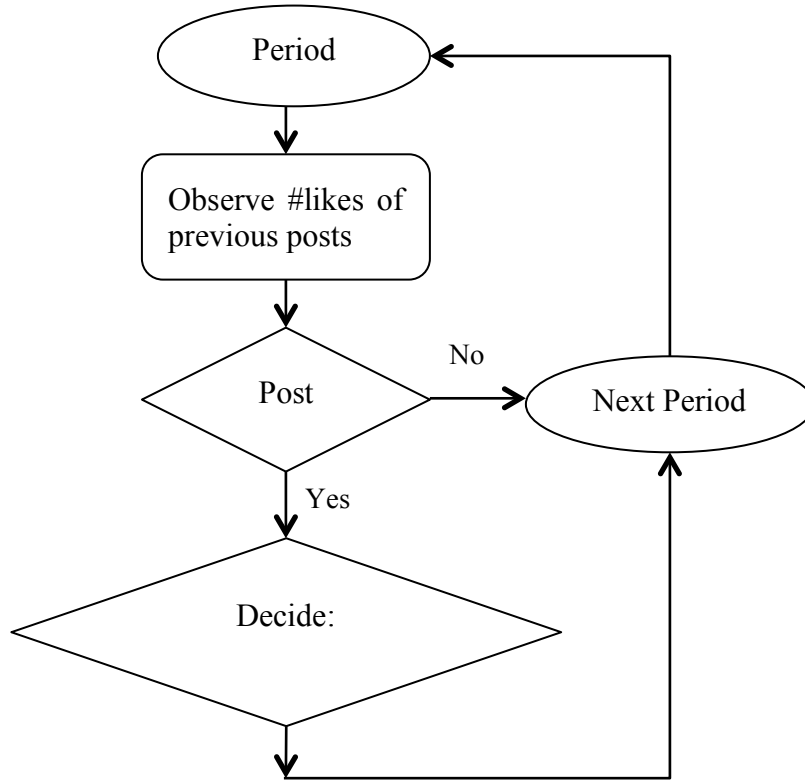 Period
Observe #likes of
previous posts
No
Post
Next Period
Yes
Decide: